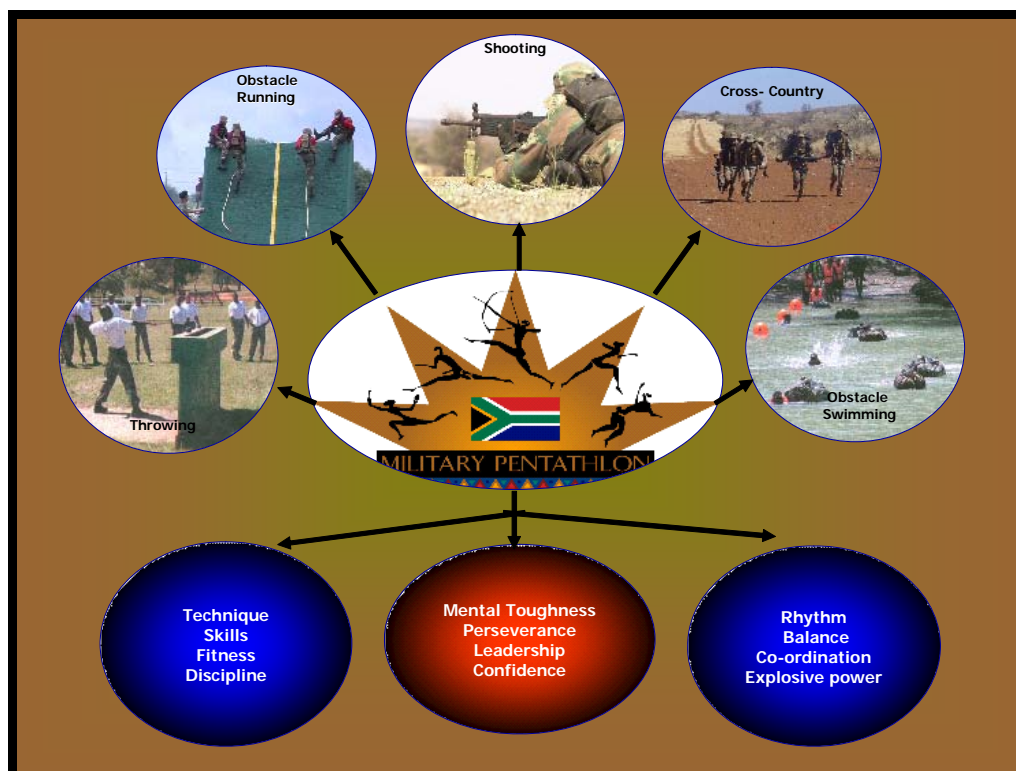 Shooting
Obstacle
Running
Cross- Country
Throwing
Obstacle
Swimming
MILITARY PENTATHLON
Technique
Skills
Fitness
Discipline
Mental Toughness
Perseverance
Leadership
Confidence
Rhythm
Balance
Co-ordination
Explosive power